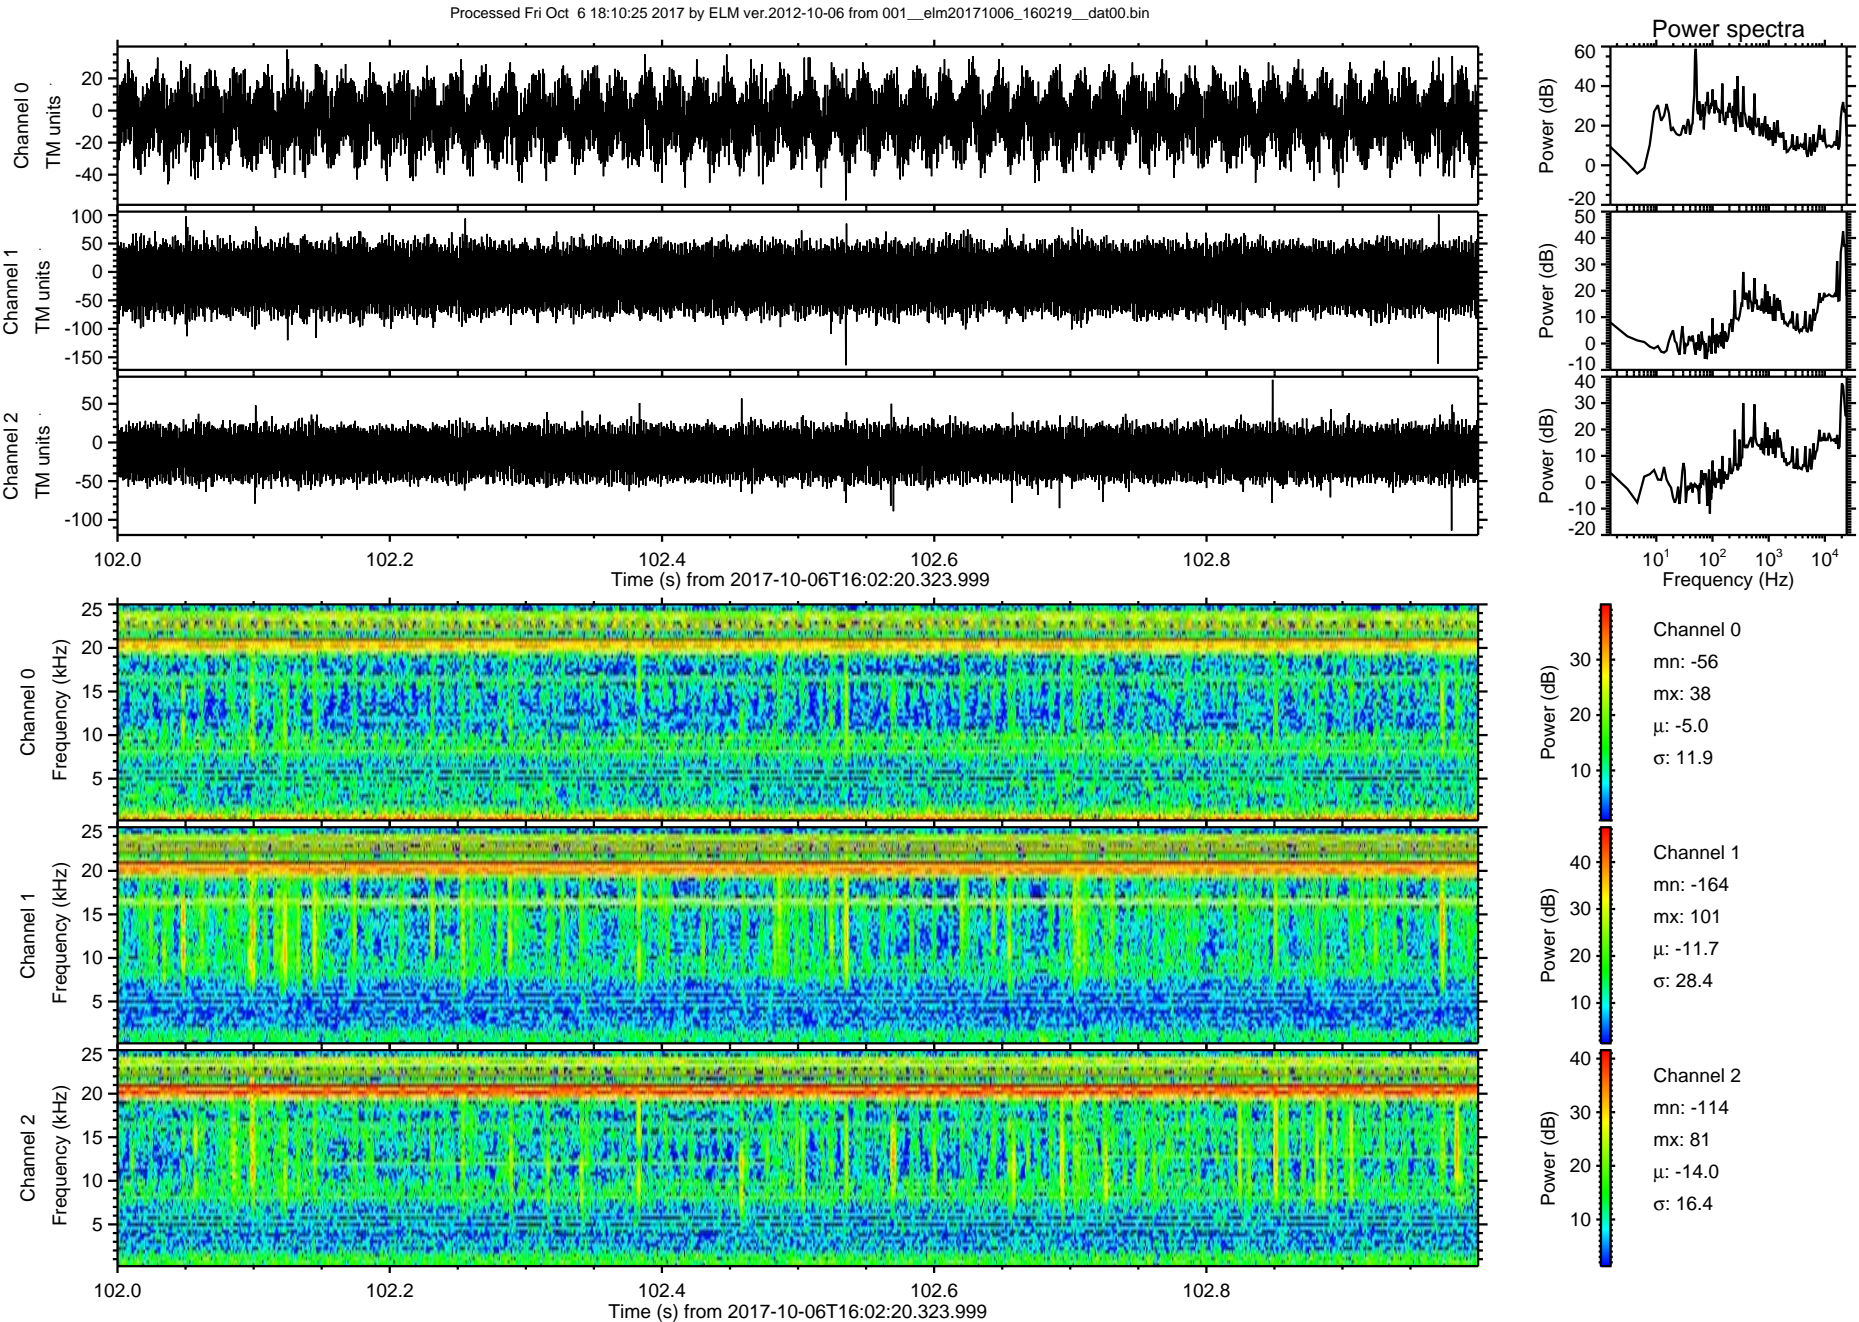 Processed Fri Oct  6 18:10:25 2017 by ELM ver.2012-10-06 from 001__elm20171006_160219__dat00.bin
Power spectra
Channel 0
TM units
20
0
-20
-40
Power (dB)
60
40
20
0
-20
Channel 1
TM units
100
50
0
-50
-100
-150
Power (dB)
50
40
30
20
10
0
-10
Channel 2
TM units
50
0
-50
-100
Power (dB)
40
30
20
10
0
-10
-20
102.0 102.2 102.4 102.6 102.8
Time (s) from 2017-10-06T16:02:20.323.999
10^1 10^2 10^3 10^4
Frequency (Hz)
Channel 0
Frequency (kHz)
25
20
15
10
5
Power (dB)
30
20
10
Channel 0
mn: -56
mx: 38
μ: -5.0
σ: 11.9
Channel 1
Frequency (kHz)
25
20
15
10
5
Power (dB)
40
30
20
10
Channel 1
mn: -164
mx: 101
μ: -11.7
σ: 28.4
Channel 2
Frequency (kHz)
25
20
15
10
5
Power (dB)
40
30
20
10
Channel 2
mn: -114
mx: 81
μ: -14.0
σ: 16.4
102.0 102.2 102.4 102.6 102.8
Time (s) from 2017-10-06T16:02:20.323.999